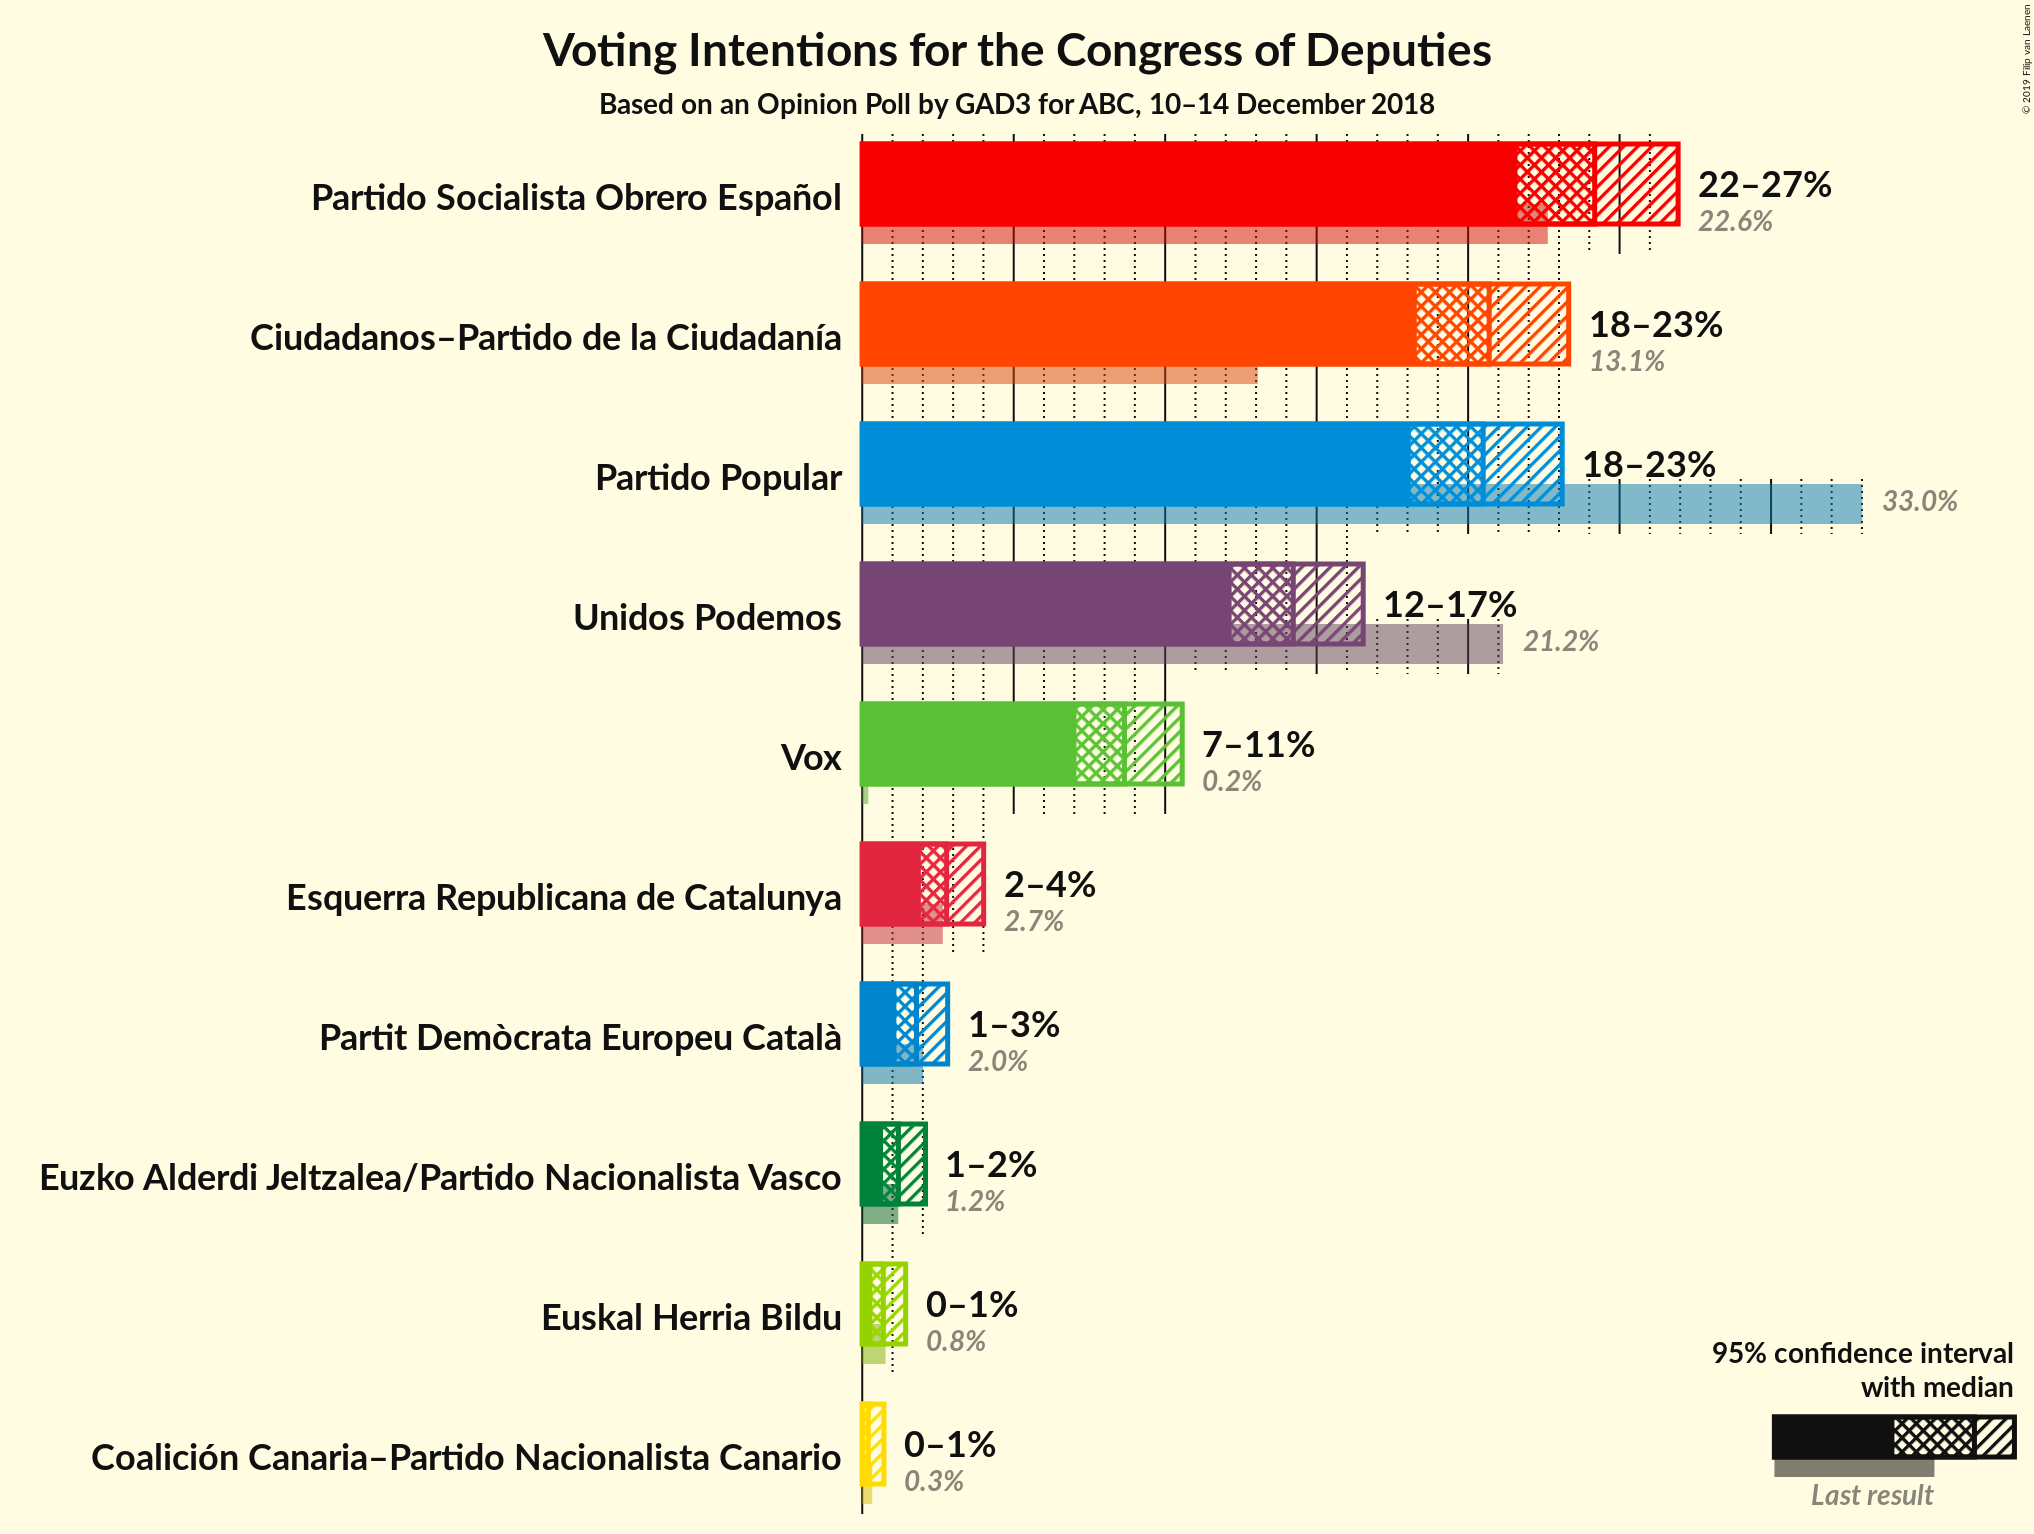 Voting Intentions for the Congress of Deputies
Based on an Opinion Poll by GAD3 for ABC, 10–14 December 2018
© 2019 Filip van Laenen
Partido Socialista Obrero Español
22–27%
22.6%
Ciudadanos–Partido de la Ciudadanía
18–23%
13.1%
Partido Popular
18–23%
33.0%
Unidos Podemos
12–17%
21.2%
Vox
7–11%
0.2%
Esquerra Republicana de Catalunya
2–4%
2.7%
Partit Demòcrata Europeu Català
1–3%
2.0%
Euzko Alderdi Jeltzalea/Partido Nacionalista Vasco
1–2%
1.2%
Euskal Herria Bildu
0–1%
0.8%
Coalición Canaria–Partido Nacionalista Canario
0–1%
0.3%
95% confidence interval
with median
Last result